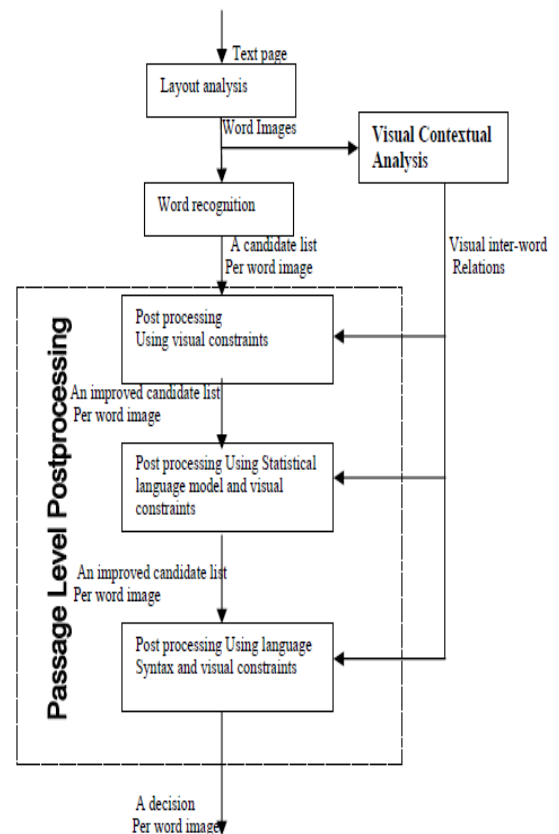 Text page
Layout analysis
Word Images
Visual Contextual
Analysis
Word recognition
A candidate list
Per word image
Visual inter-word
Relations
Passage Level Postprocessing
Post processing
Using visual constraints
An improved candidate list
Per word image
Post processing Using Statistical
language model and visual
constraints
An improved candidate list
Per word image
Post processing Using language
Syntax and visual constraints
A decision
Per word image